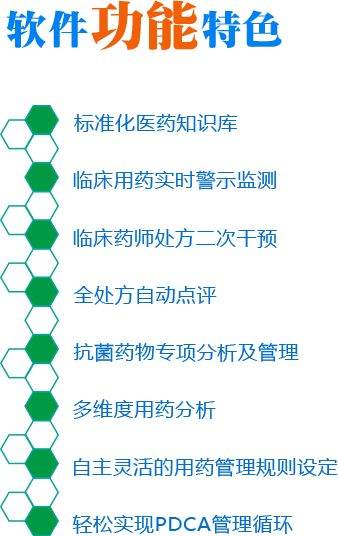 软件功能特色
标准化医药知识库
临床用药实时警示监测
临床药师处方二次干预
全处方自动点评
抗菌药物专项分析及管理
多维度用药分析
自主灵活的用药管理规则设定
轻松实现PDCA管理循环